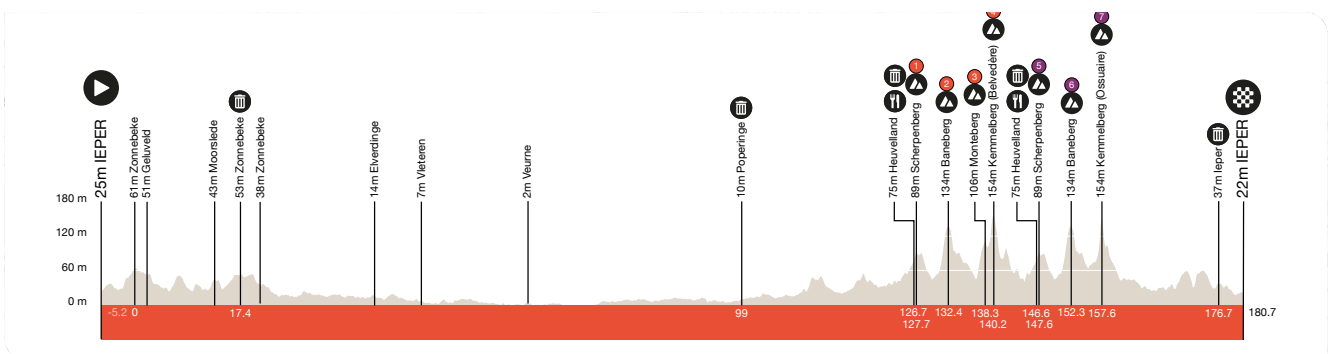 25m IEPER
61m Zonnebeke
51m Geluveld
43m Moorslede
53m Zonnebeke
38m Zonnebeke
14m Elverdinge
7m Vleteren
2m Veurne
10m Poperinge
75m Heuvelland
89m Scherpenberg
1
134m Baneberg
2
106m Monteberg
3
154m Kemmelberg (Belvedère)
75m Heuvelland
89m Scherpenberg
5
134m Baneberg
6
154m Kemmelberg (Ossuaire)
7
37m Ieper
22m IEPER
180 m
120 m
60 m
0 m
-5.2 0 17.4 99 126.7 132.4 138.3 146.6 152.3 157.6 176.7 180.7
127.7 140.2 147.6